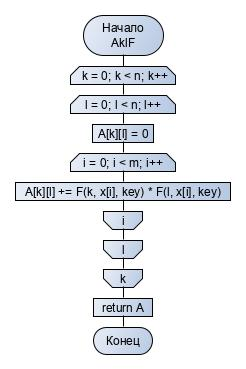 Начало
AklF
k = 0; k < n; k++
l = 0; l < n; l++
A[k][l] = 0
i = 0; i < m; i++
A[k][l] += F(k, x[i], key) * F(l, x[i], key)
i
l
k
return A
Конец